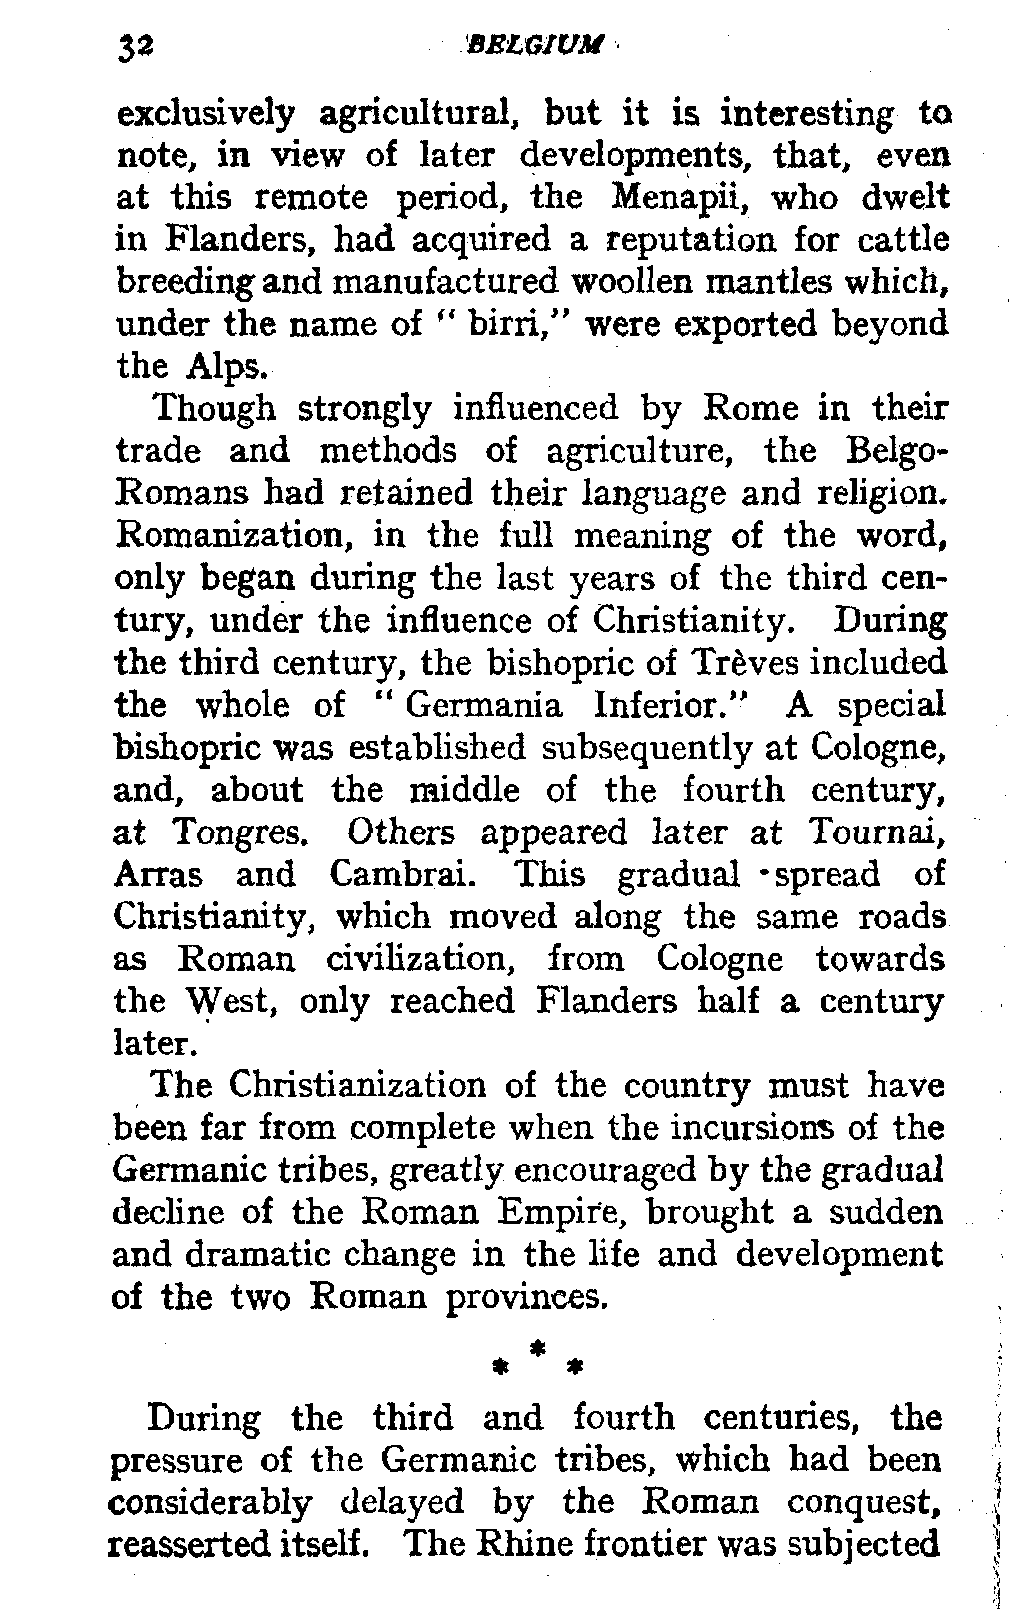 32 BELGIUM
exclusively agricultural, but it is interesting to
note, in view of later developments, that, even
at this remote period, the Menapii, who dwelt
in Flanders, had acquired a reputation for cattle
breeding and manufactured woollen mantles which,
under the name of " birri," were exported beyond
the Alps.
Though strongly influenced by Rome in their
trade and methods of agriculture, the Belgo-
Romans had retained their language and religion.
Romanization, in the full meaning of the word,
only began during the last years of the third cen-
tury, under the influence of Christianity. During
the third century, the bishopric of Trèves included
the whole of " Germania Inferior." A special
bishopric was established subsequently at Cologne,
and, about the middle of the fourth century,
at Tongres. Others appeared later at Tournai,
Arras and Cambrai. This gradual spread of
Christianity, which moved along the same roads
as Roman civilization, from Cologne towards
the West, only reached Flanders half a century
later.
The Christianization of the country must have
been far from complete when the incursions of the
Germanic tribes, greatly encouraged by the gradual
decline of the Roman Empire, brought a sudden
and dramatic change in the life and development
of the two Roman provinces.
* * *
During the third and fourth centuries, the
pressure of the Germanic tribes, which had been
considerably delayed by the Roman conquest,
reasserted itself. The Rhine frontier was subjected